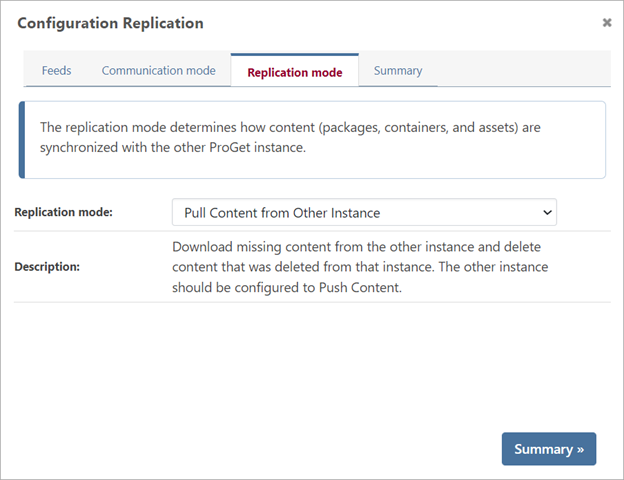 Configuration Replication
Feeds
Communication mode
Replication mode
Summary
The replication mode determines how content (packages, containers, and assets) are
synchronized with the other ProGet instance.
Replication mode:
Pull Content from Other Instance
Description:
Download missing content from the other instance and delete
content that was deleted from that instance. The other instance
should be configured to Push Content.
Summary »